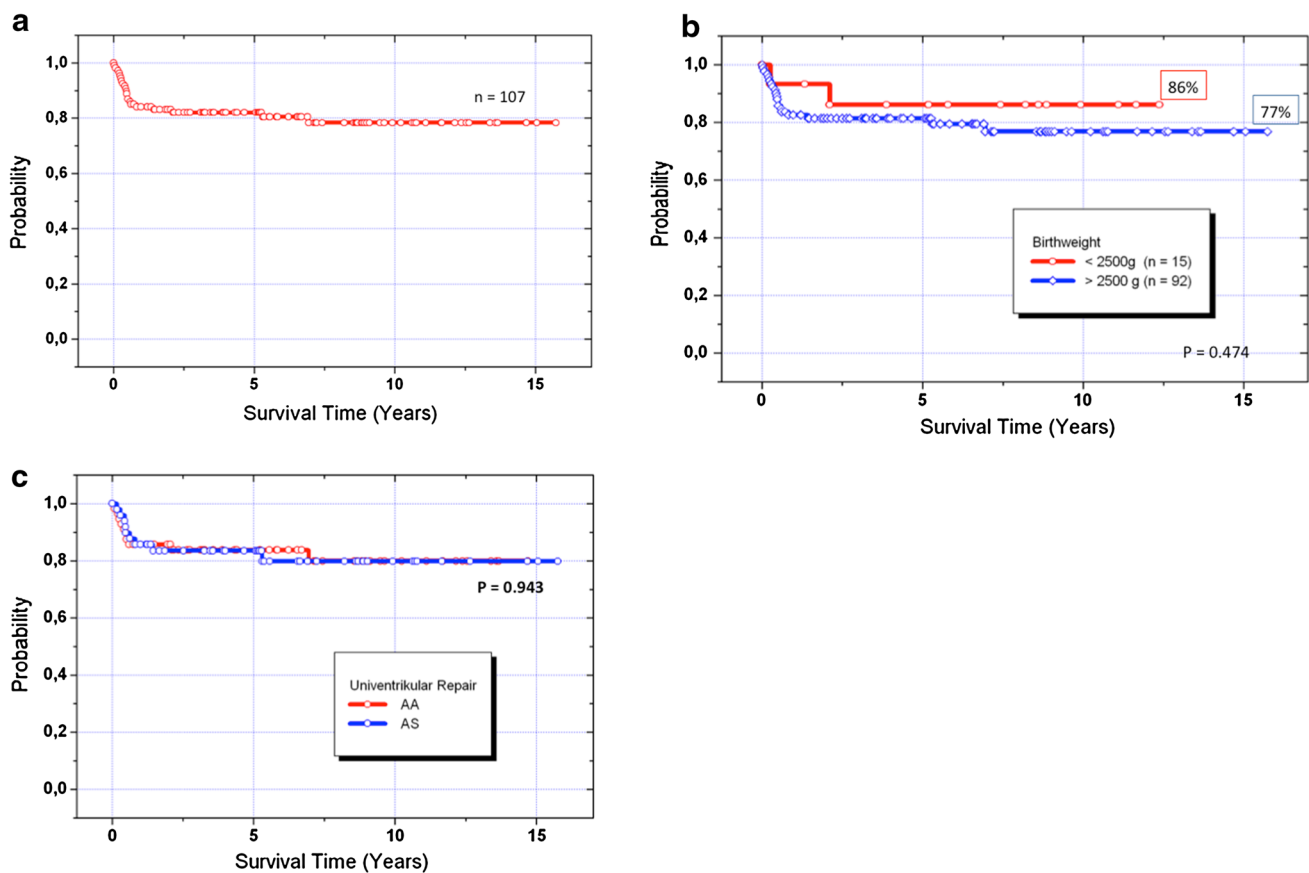 a
1,0
0,8
0,6
0,4
0,2
0,0
Probability
n = 107
0 5 10 15
Survival Time (Years)
b
1,0
0,8
0,6
0,4
0,2
0,0
Probability
86%
77%
Birthweight
< 2500g (n = 15)
> 2500 g (n = 92)
P = 0.474
0 5 10 15
Survival Time (Years)
c
1,0
0,8
0,6
0,4
0,2
0,0
Probability
P = 0.943
Univentrikular Repair
AA
AS
0 5 10 15
Survival Time (Years)